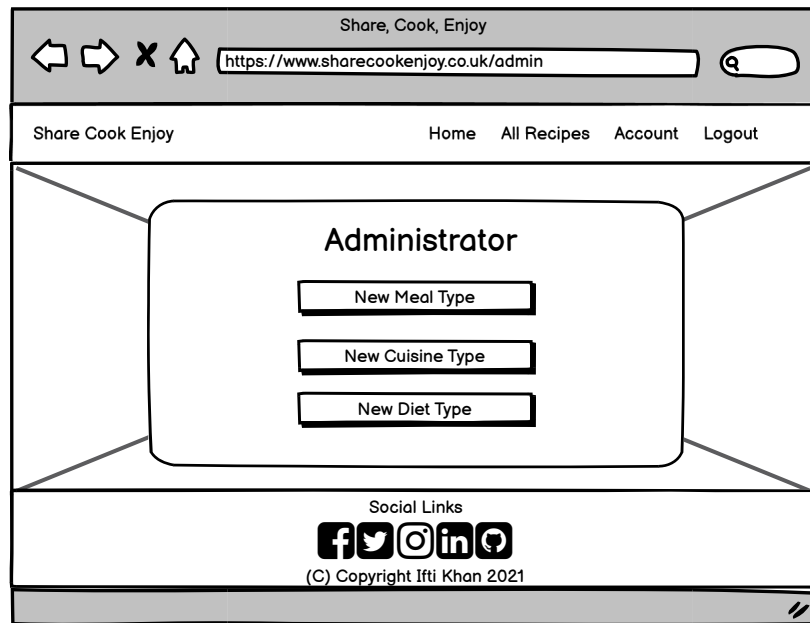 Share, Cook, Enjoy
https://www.sharecookenjoy.co.uk/admin
Share Cook Enjoy Home All Recipes Account Logout
Administrator
New Meal Type
New Cuisine Type
New Diet Type
Social Links
(C) Copyright Ifti Khan 2021